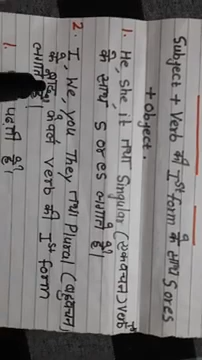 Subject + Verb की Ist form के साथ S or es
+ Object.
1. He, She, it तथा Singular (एकवचन) Verb
के साथ S or es लगाते है।
2. I, We, you They तथा Plural (बहुवचन)
के साथ केवल Verb की Ist form
लगाते
1.